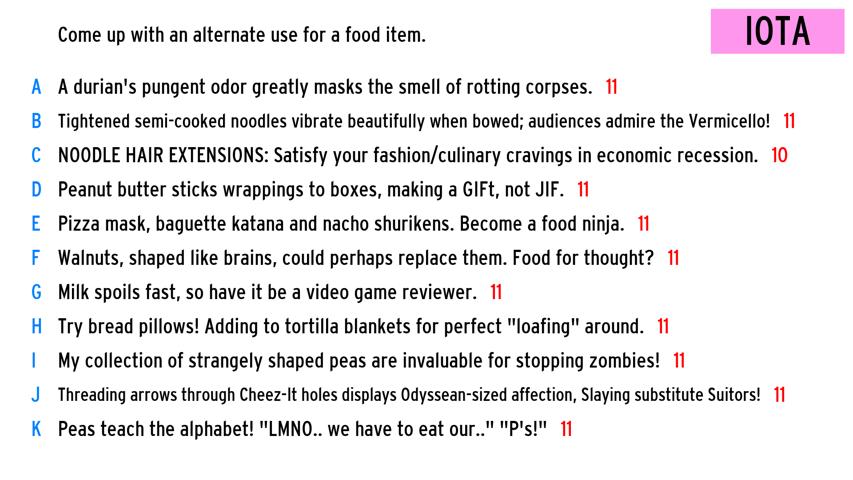 Come up with an alternate use for a food item.
IOTA
A A durian's pungent odor greatly masks the smell of rotting corpses. 11
B Tightened semi-cooked noodles vibrate beautifully when bowed; audiences admire the Vermicello! 11
C NOODLE HAIR EXTENSIONS: Satisfy your fashion/culinary cravings in economic recession. 10
D Peanut butter sticks wrappings to boxes, making a GIFt, not JIF. 11
E Pizza mask, baguette katana and nacho shurikens. Become a food ninja. 11
F Walnuts, shaped like brains, could perhaps replace them. Food for thought? 11
G Milk spoils fast, so have it be a video game reviewer. 11
H Try bread pillows! Adding to tortilla blankets for perfect "loafing" around. 11
I My collection of strangely shaped peas are invaluable for stopping zombies! 11
J Threading arrows through Cheez-It holes displays Odyssean-sized affection, Slaying substitute Suitors! 11
K Peas teach the alphabet! "LMNO.. we have to eat our.." "P's!" 11